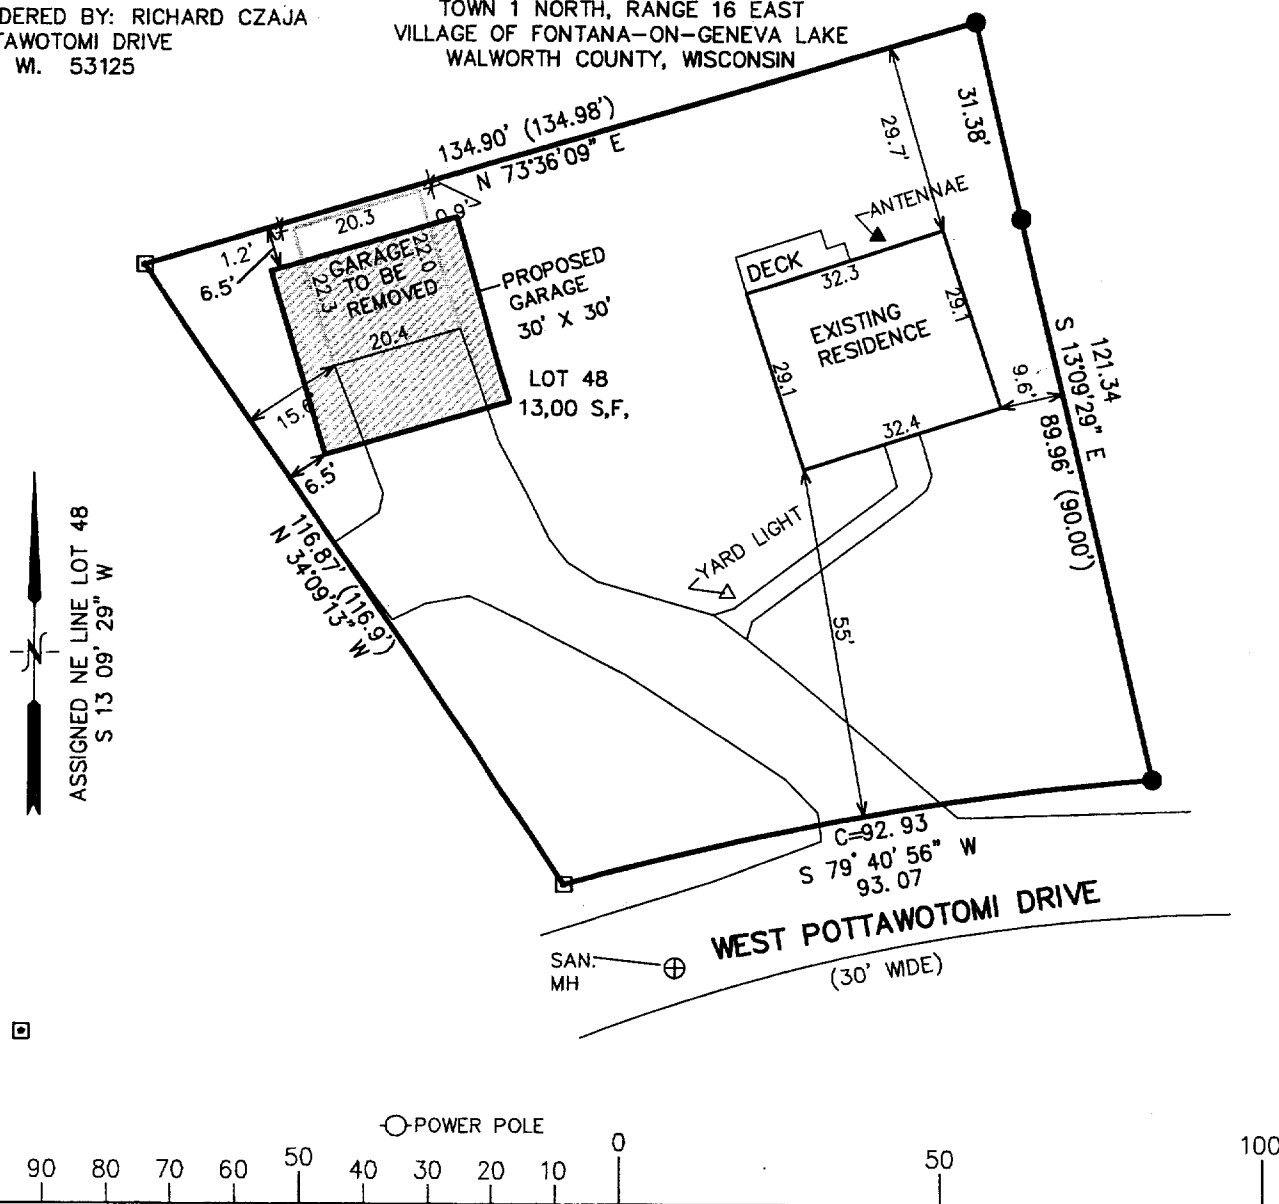 DERED BY: RICHARD CZAJA
TAWOTOMI DRIVE
WI. 53125
TOWN 1 NORTH, RANGE 16 EAST
VILLAGE OF FONTANA-ON-GENEVA LAKE
WALWORTH COUNTY, WISCONSIN
134.90' (134.98')
N 73°36'09" E
31.38'
29.7'
ANTENNAE
DECK
32.3
EXISTING
RESIDENCE
29.1
29.1
32.4
9.6'
121.34
S 13°09'29" E
89.96' (90.00')
20.3
0.9'
1.2'
6.5'
GARAGE
TO BE
REMOVED
22.3
22.0
20.4
PROPOSED
GARAGE
30' X 30'
LOT 48
13,00 S,F,
15.6
6.5'
116.87' (116.9')
N 34°09'13" W
YARD LIGHT
55'
N
ASSIGNED NE LINE LOT 48
S 13 09' 29" W
C=92.93
S 79° 40' 56" W
93.07
WEST POTTAWOTOMI DRIVE
(30' WIDE)
SAN.
MH
POWER POLE
90 80 70 60 50 40 30 20 10 0 50 100